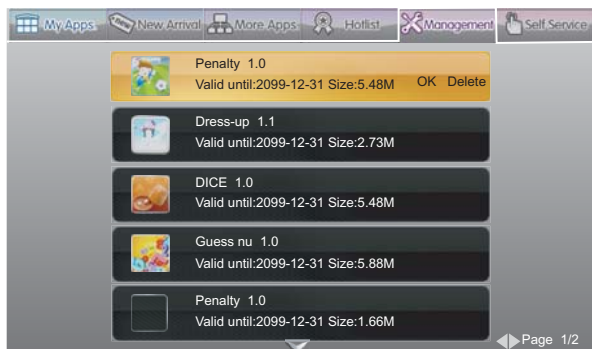 My Apps New Arrival More Apps Hotlist Management Self Service
Penalty 1.0
Valid until:2099-12-31 Size:5.48M OK Delete
Dress-up 1.1
Valid until:2099-12-31 Size:2.73M
DICE 1.0
Valid until:2099-12-31 Size:5.48M
Guess nu 1.0
Valid until:2099-12-31 Size:5.88M
Penalty 1.0
Valid until:2099-12-31 Size:1.66M
Page 1/2